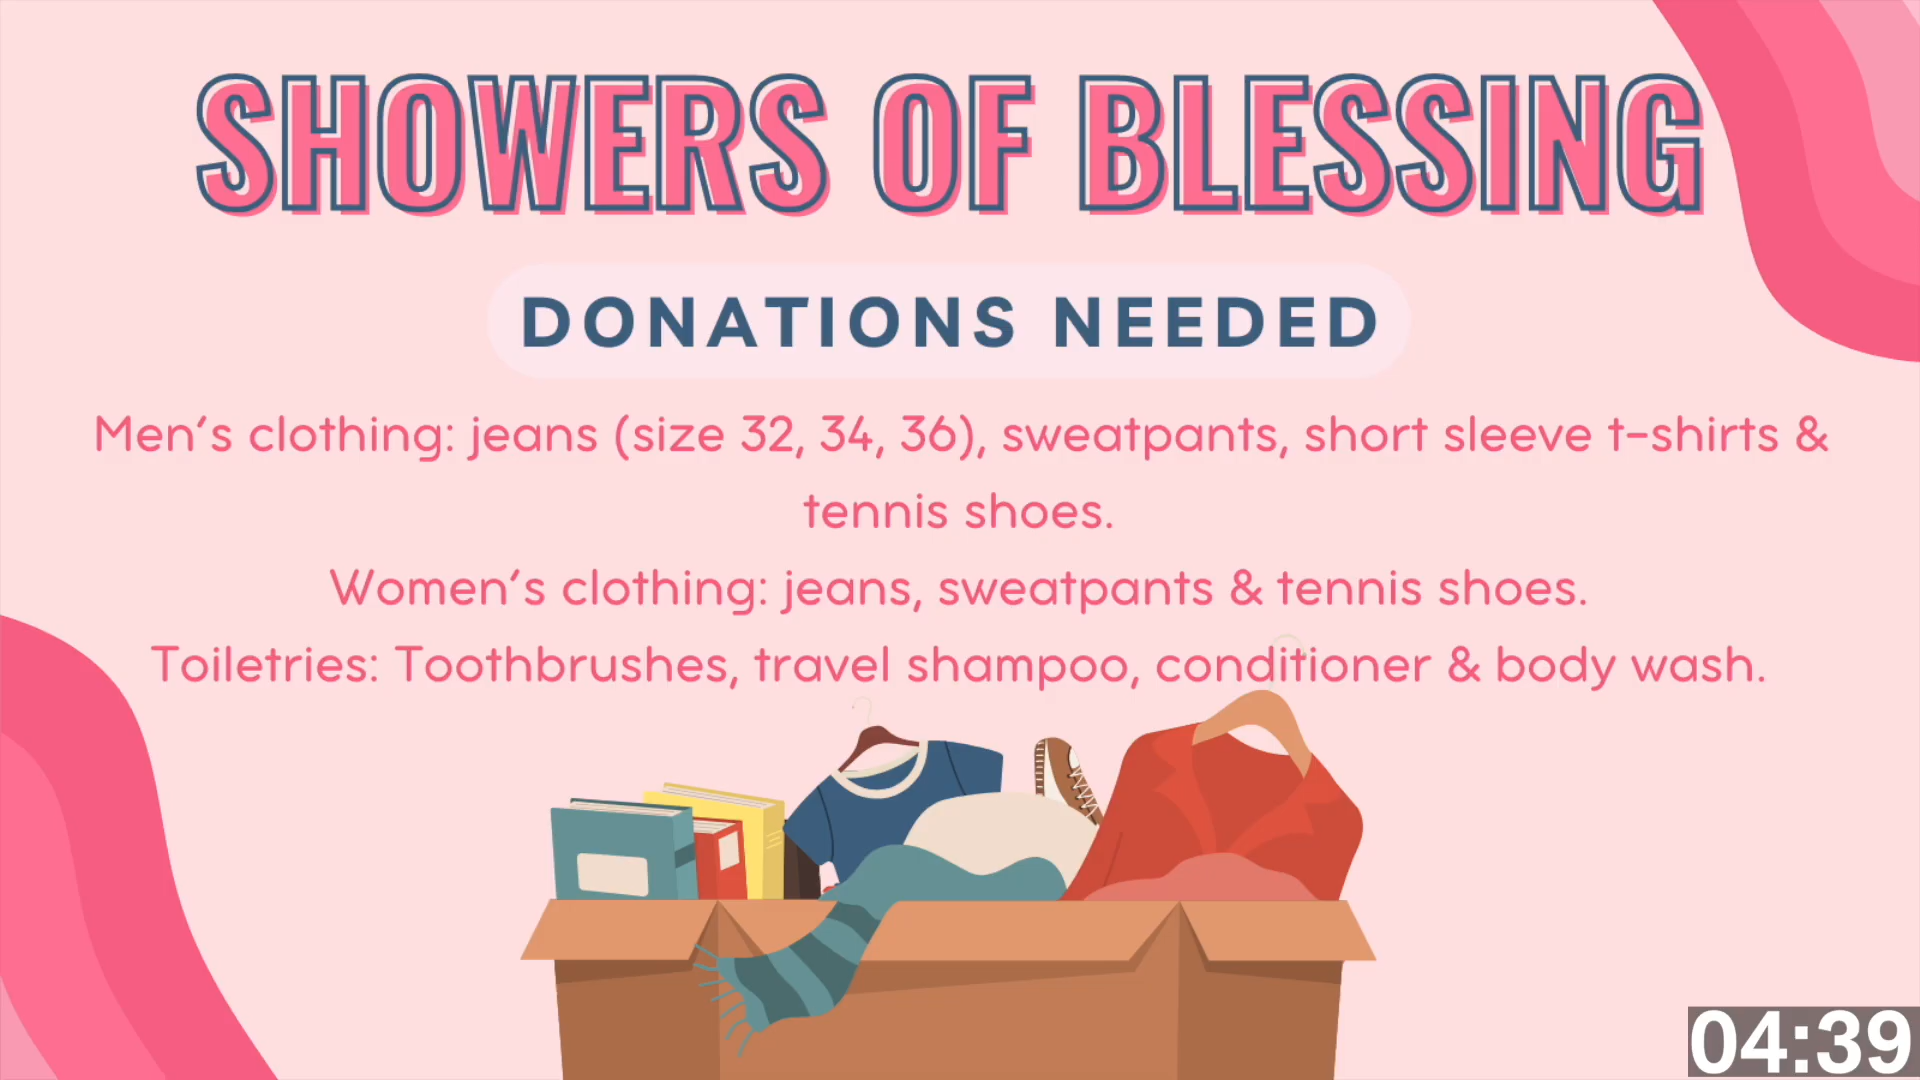 SHOWERS OF BLESSING
DONATIONS NEEDED
Men's clothing: jeans (size 32, 34, 36), sweatpants, short sleeve t-shirts &
tennis shoes.
Women's clothing: jeans, sweatpants & tennis shoes.
Toiletries: Toothbrushes, travel shampoo, conditioner & body wash.
04:39